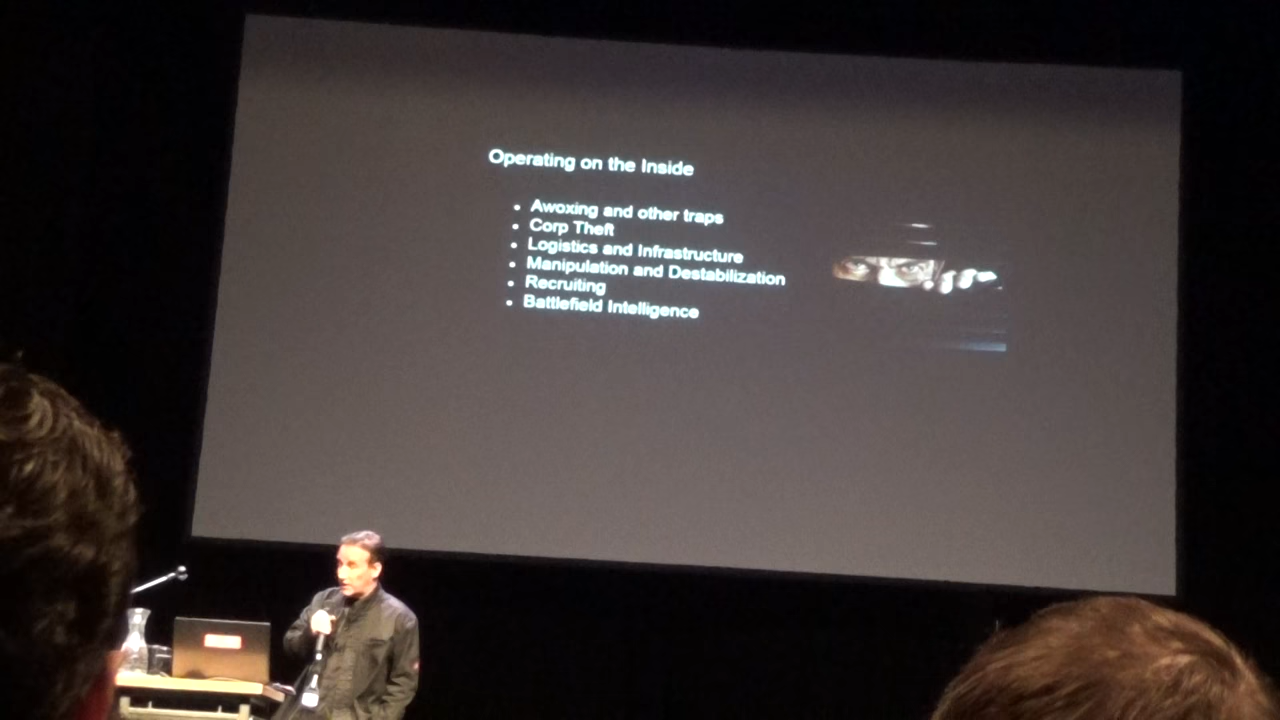 Operating on the Inside
• Awoxing and other traps
• Corp Theft
• Logistics and Infrastructure
• Manipulation and Destabilization
• Recruiting
• Battlefield Intelligence